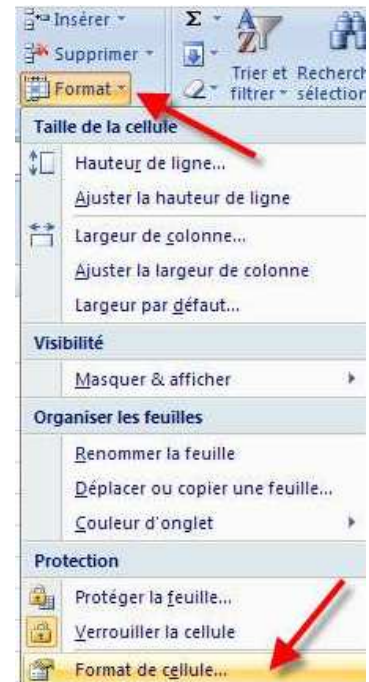 Insérer
Σ
A
Z
Supprimer
Format
Trier et Recherch
filtrer sélection
Taille de la cellule
Hauteur de ligne...
Ajuster la hauteur de ligne
Largeur de colonne...
Ajuster la largeur de colonne
Largeur par défaut...
Visibilité
Masquer & afficher
Organiser les feuilles
Renommer la feuille
Déplacer ou copier une feuille...
Couleur d'onglet
Protection
Protéger la feuille...
Verrouiller la cellule
Format de cellule...